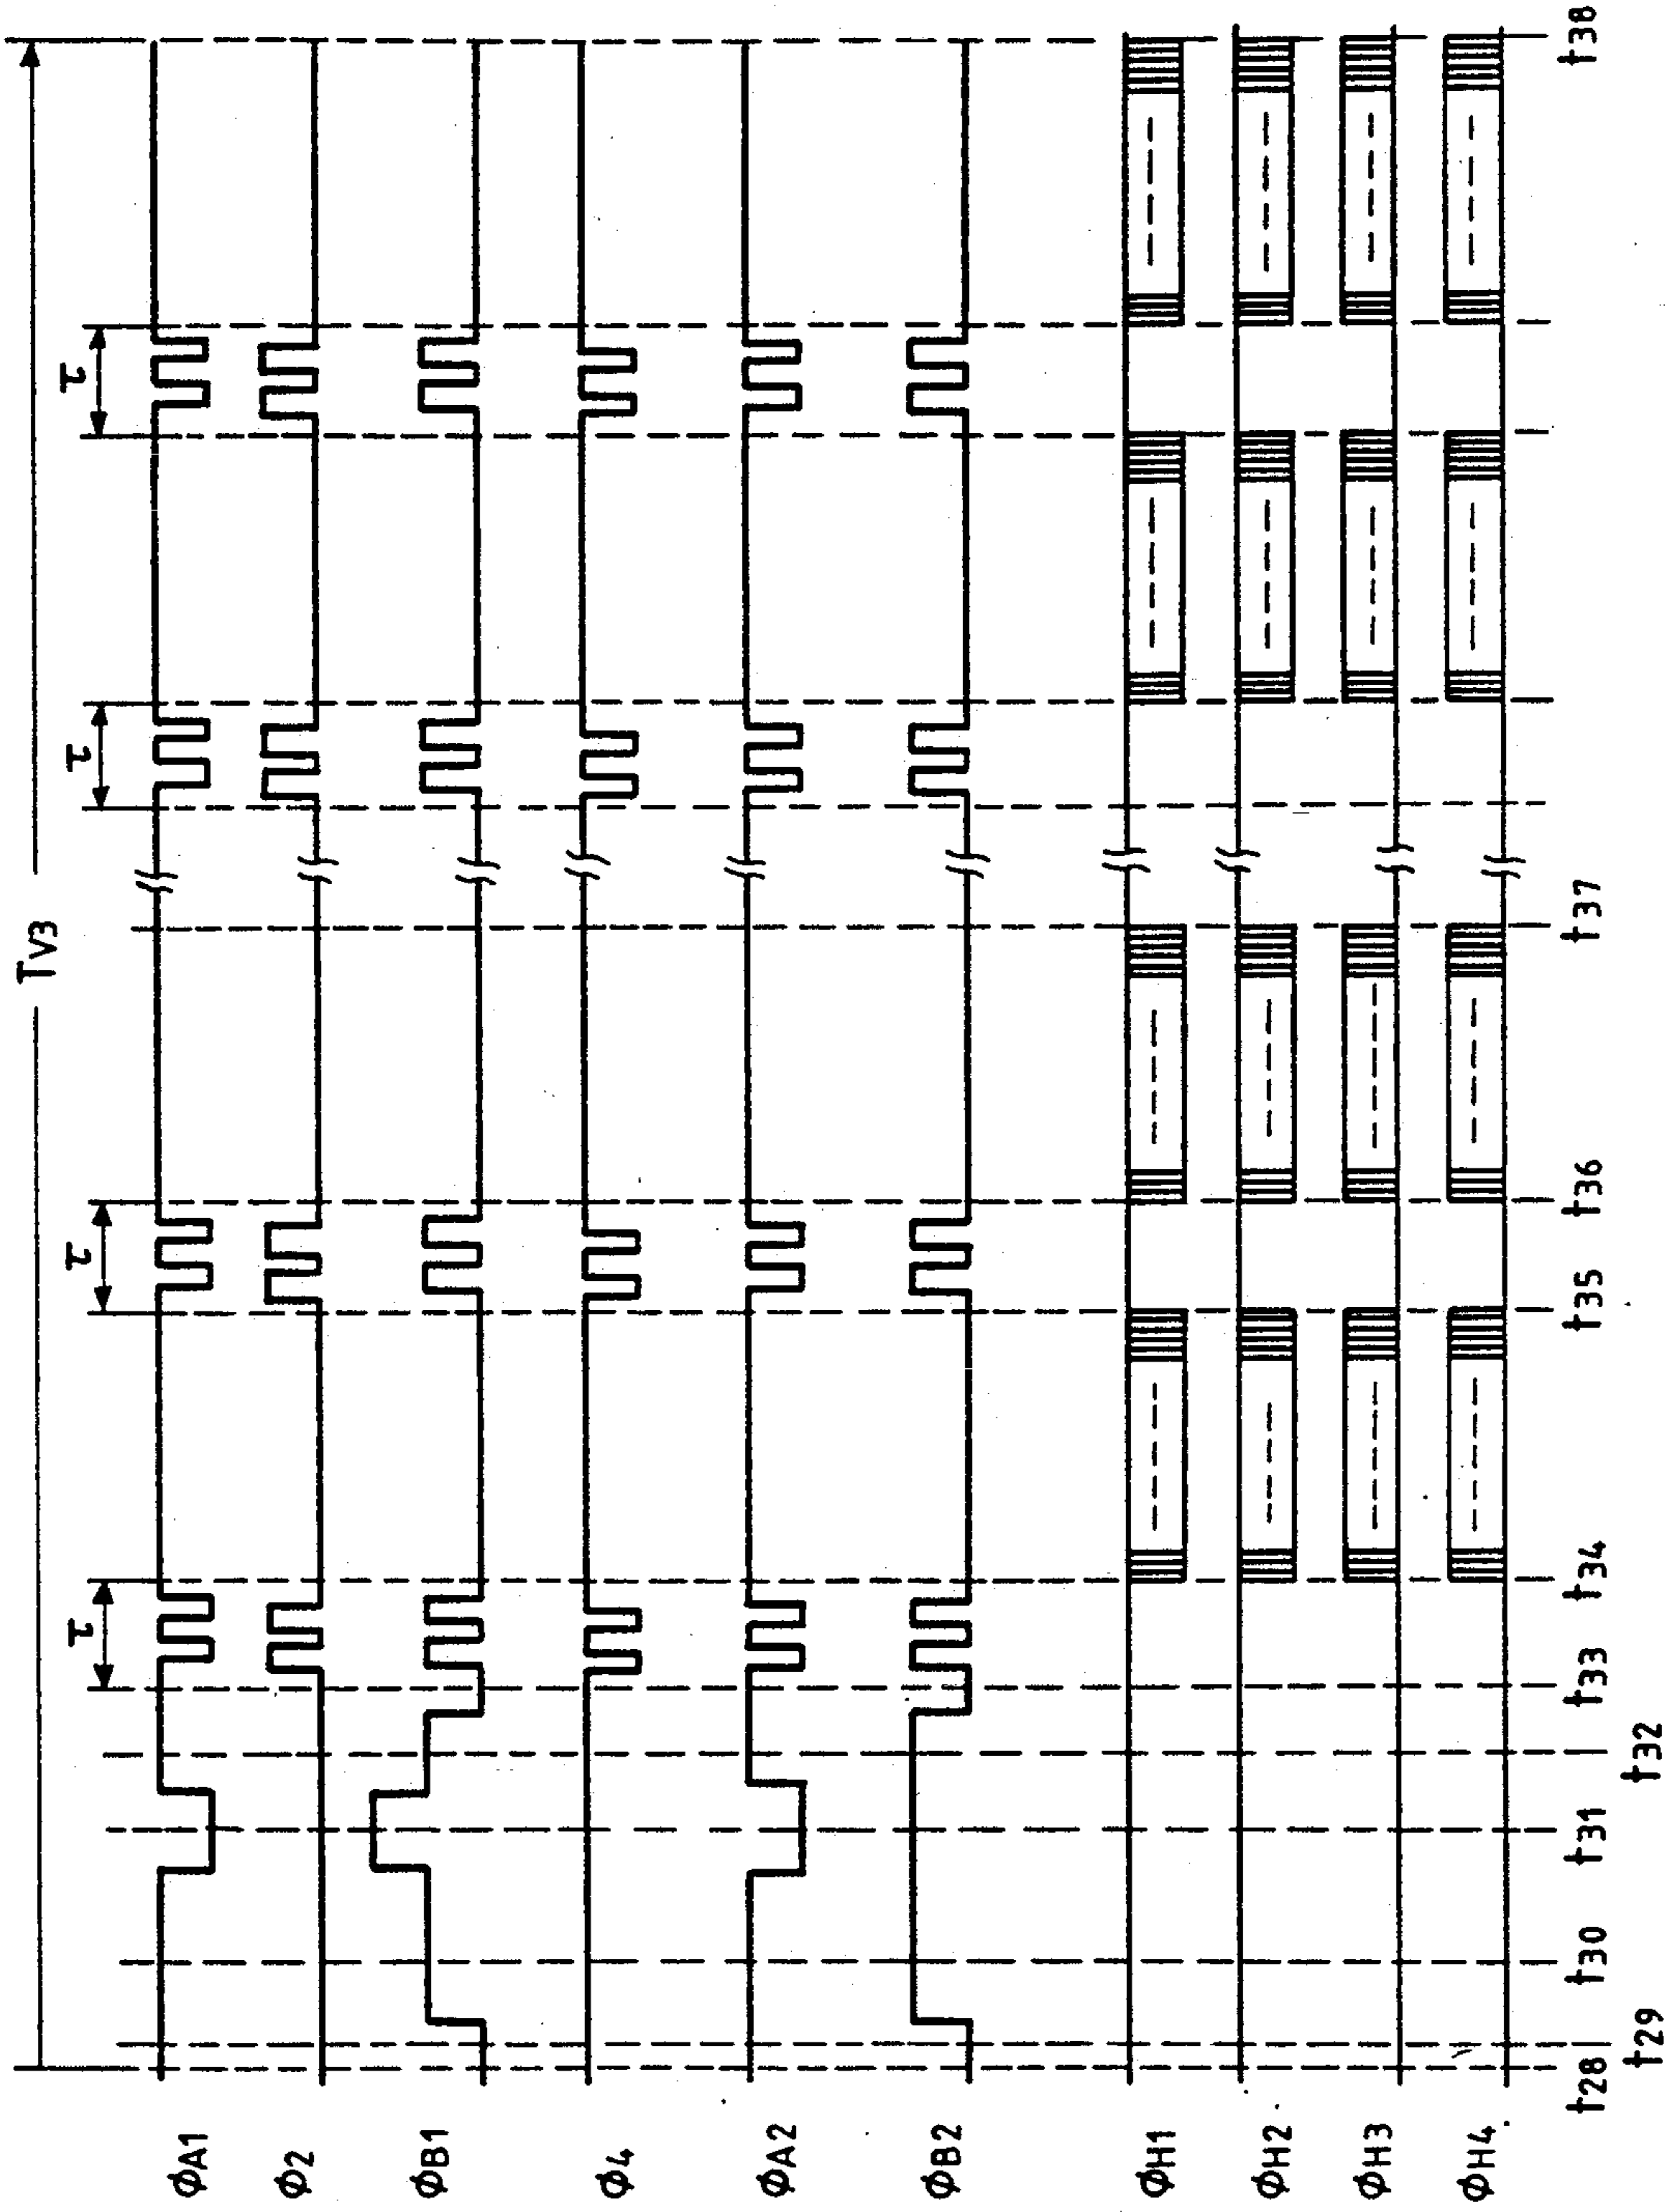 TV3
τ τ τ τ
ΦA1
Φ2
ΦB1
Φ4
ΦA2
ΦB2
ΦH1
ΦH2
ΦH3
ΦH4
t28 t29 t30 t31 t32 t33 t34 t35 t36 t37 t38